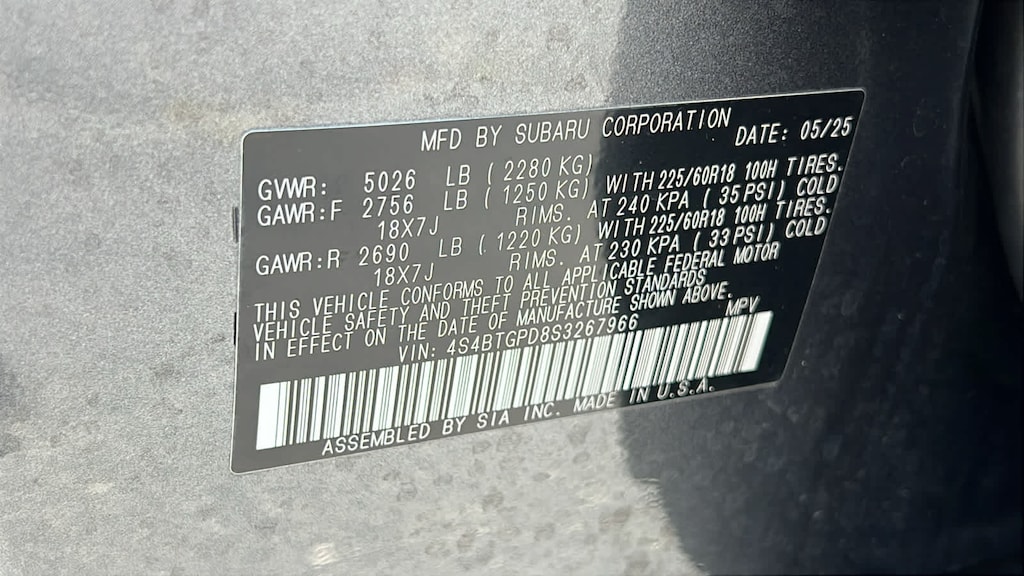 MFD BY SUBARU CORPORATION DATE: 05/25
GVWR: 5026 LB ( 2280 KG)
GAWR:F 2756 LB ( 1250 KG) WITH 225/60R18 100H TIRES.
18X7J RIMS. AT 240 KPA ( 35 PSI) COLD
GAWR:R 2690 LB ( 1220 KG) WITH 225/60R18 100H TIRES.
18X7J RIMS. AT 230 KPA ( 33 PSI) COLD
THIS VEHICLE CONFORMS TO ALL APPLICABLE FEDERAL MOTOR
VEHICLE SAFETY AND THEFT PREVENTION STANDARDS
IN EFFECT ON THE DATE OF MANUFACTURE SHOWN ABOVE.
VIN: 4S4BTGPD8S3267966 MPV
ASSEMBLED BY SIA INC. MADE IN U.S.A.